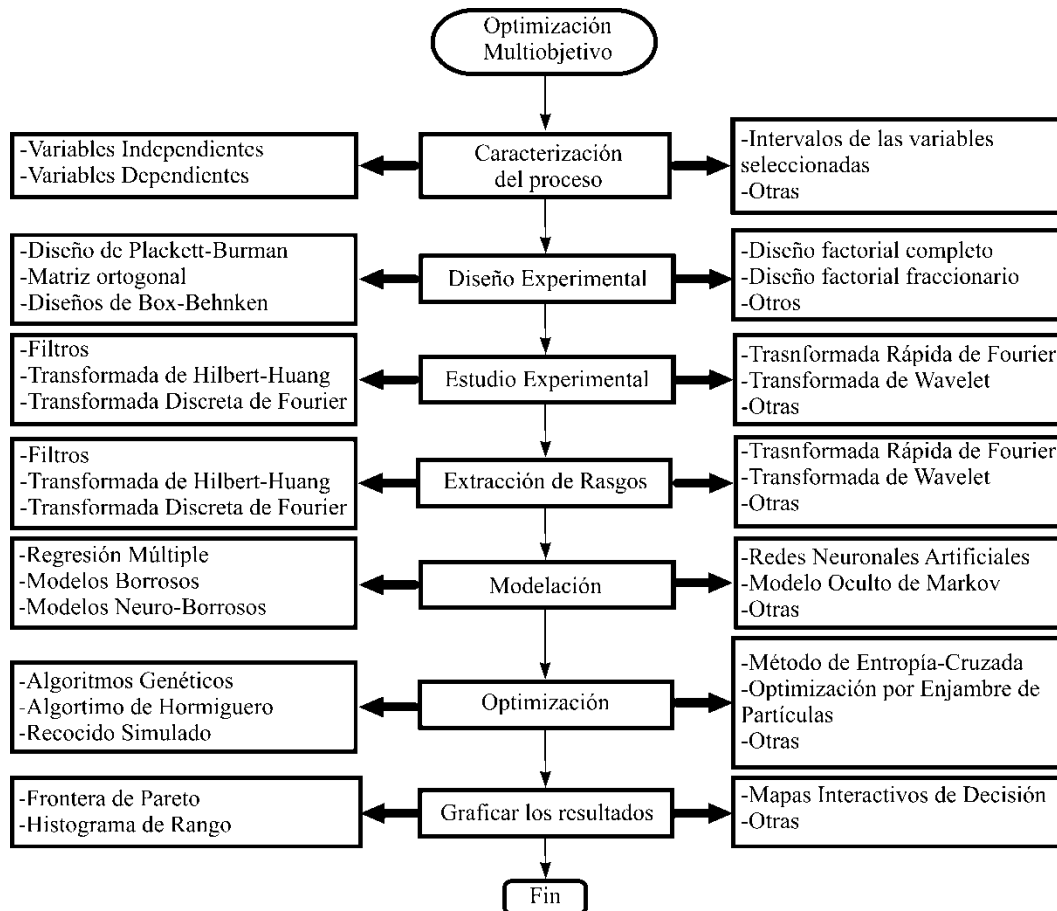 Optimización
Multiobjetivo
-Variables Independientes
-Variables Dependientes
Caracterización
del proceso
-Intervalos de las variables
seleccionadas
-Otras
-Diseño de Plackett-Burman
-Matriz ortogonal
-Diseños de Box-Behnken
Diseño Experimental
-Diseño factorial completo
-Diseño factorial fraccionario
-Otros
-Filtros
-Transformada de Hilbert-Huang
-Transformada Discreta de Fourier
Estudio Experimental
-Trasnformada Rápida de Fourier
-Transformada de Wavelet
-Otras
-Filtros
-Transformada de Hilbert-Huang
-Transformada Discreta de Fourier
Extracción de Rasgos
-Trasnformada Rápida de Fourier
-Transformada de Wavelet
-Otras
-Regresión Múltiple
-Modelos Borrosos
-Modelos Neuro-Borrosos
Modelación
-Redes Neuronales Artificiales
-Modelo Oculto de Markov
-Otras
-Algoritmos Genéticos
-Algortimo de Hormiguero
-Recocido Simulado
Optimización
-Método de Entropía-Cruzada
-Optimización por Enjambre de
Partículas
-Otras
-Frontera de Pareto
-Histograma de Rango
Graficar los resultados
-Mapas Interactivos de Decisión
-Otras
Fin